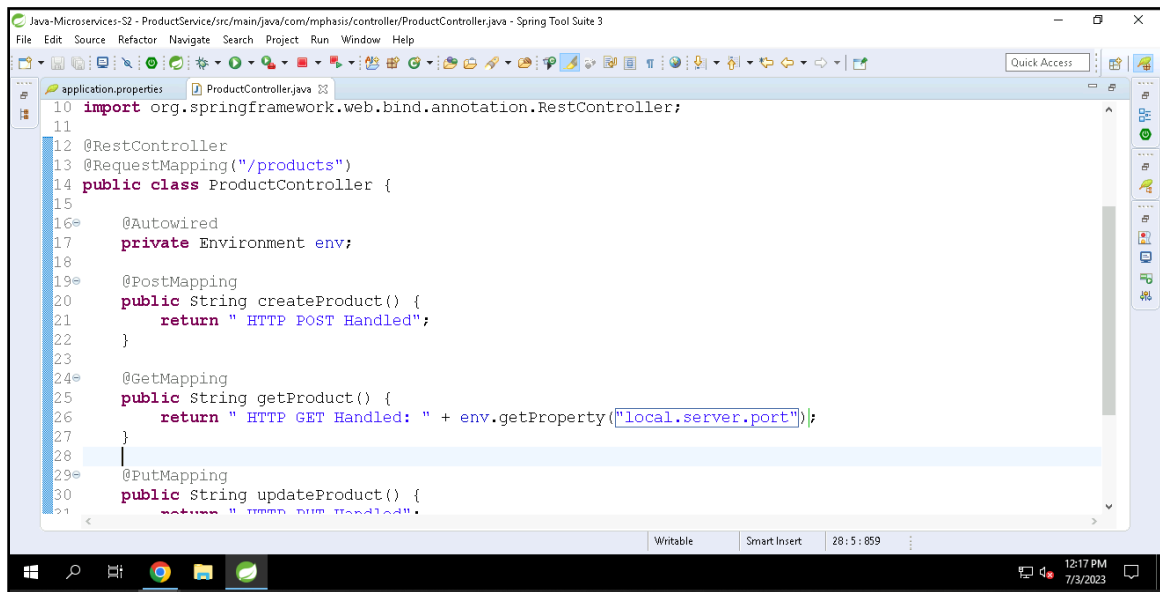 Java-Microservices-S2 - ProductService/src/main/java/com/mphasis/controller/ProductController.java - Spring Tool Suite 3
File Edit Source Refactor Navigate Search Project Run Window Help
Quick Access
application.properties ProductController.java
10 import org.springframework.web.bind.annotation.RestController;
11
12 @RestController
13 @RequestMapping("/products")
14 public class ProductController {
15
16 @Autowired
17 private Environment env;
18
19 @PostMapping
20 public String createProduct() {
21 return " HTTP POST Handled";
22 }
23
24 @GetMapping
25 public String getProduct() {
26 return " HTTP GET Handled: " + env.getProperty("local.server.port");
27 }
28
29 @PutMapping
30 public String updateProduct() {
31 return " HTTP PUT Handled";
Writable Smart Insert 28 : 5 : 859
12:17 PM
7/3/2023